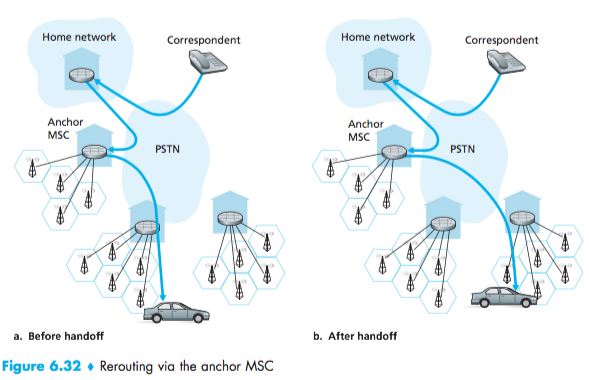 Home network
Correspondent
Anchor
MSC
PSTN
a. Before handoff
Home network
Correspondent
Anchor
MSC
PSTN
b. After handoff
Figure 6.32 ♦ Rerouting via the anchor MSC